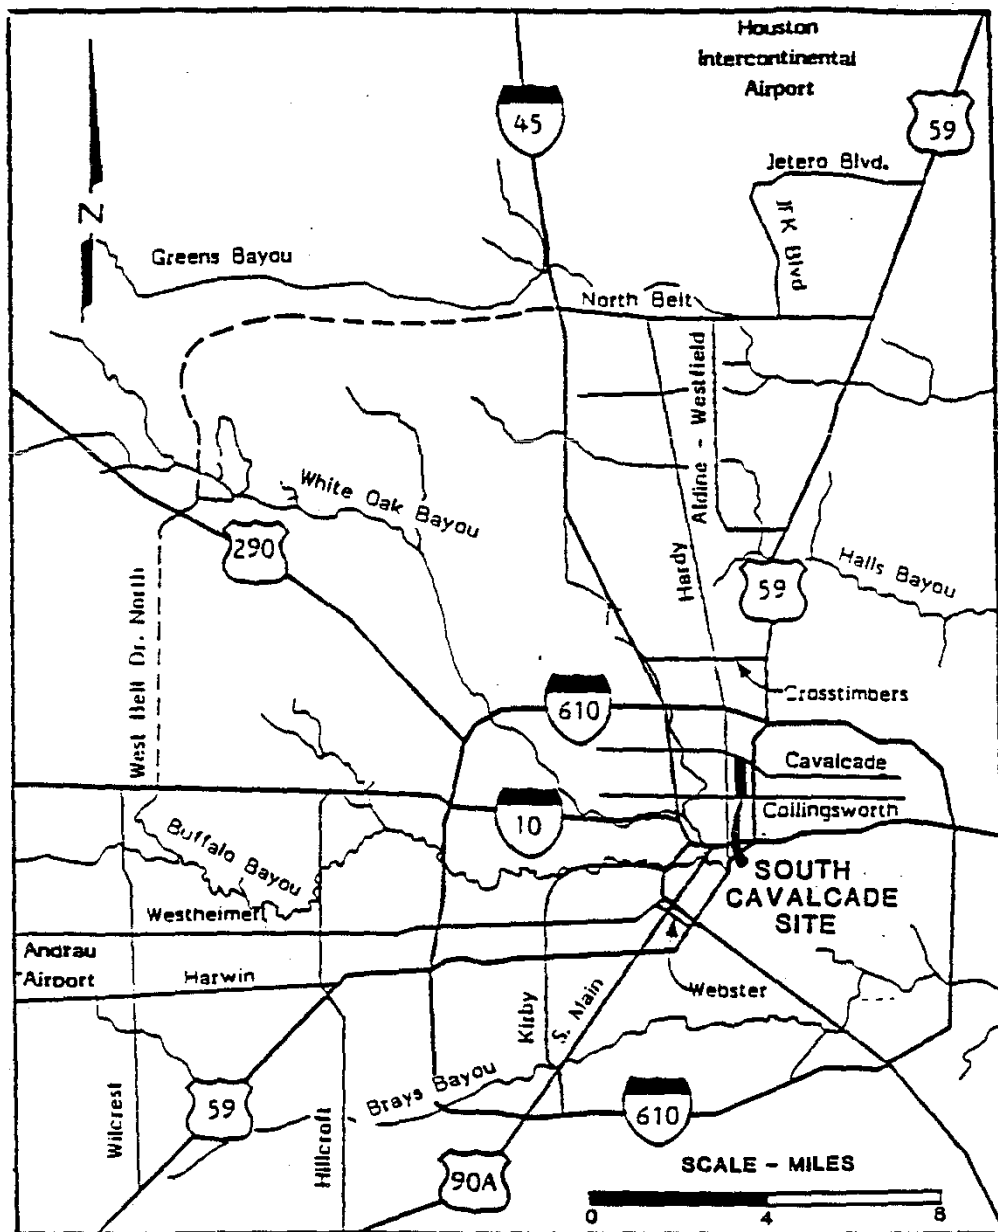 Houston
Intercontinental
Airport
45
59
Jetero Blvd.
JFK Blvd
N
Greens Bayou
North Belt
Aldine - Westfield
White Oak Bayou
290
Hardy
Halls Bayou
59
West Belt Dr. North
Crosstimbers
610
Cavalcade
Collingsworth
10
Buffalo Bayou
SOUTH
CAVALCADE
SITE
Westheimer
Andrau
Airport
Harwin
Webster
Kirby
S. Main
Brays Bayou
59
Wilcrest
Hillcroft
610
90A
SCALE - MILES
0 4 8